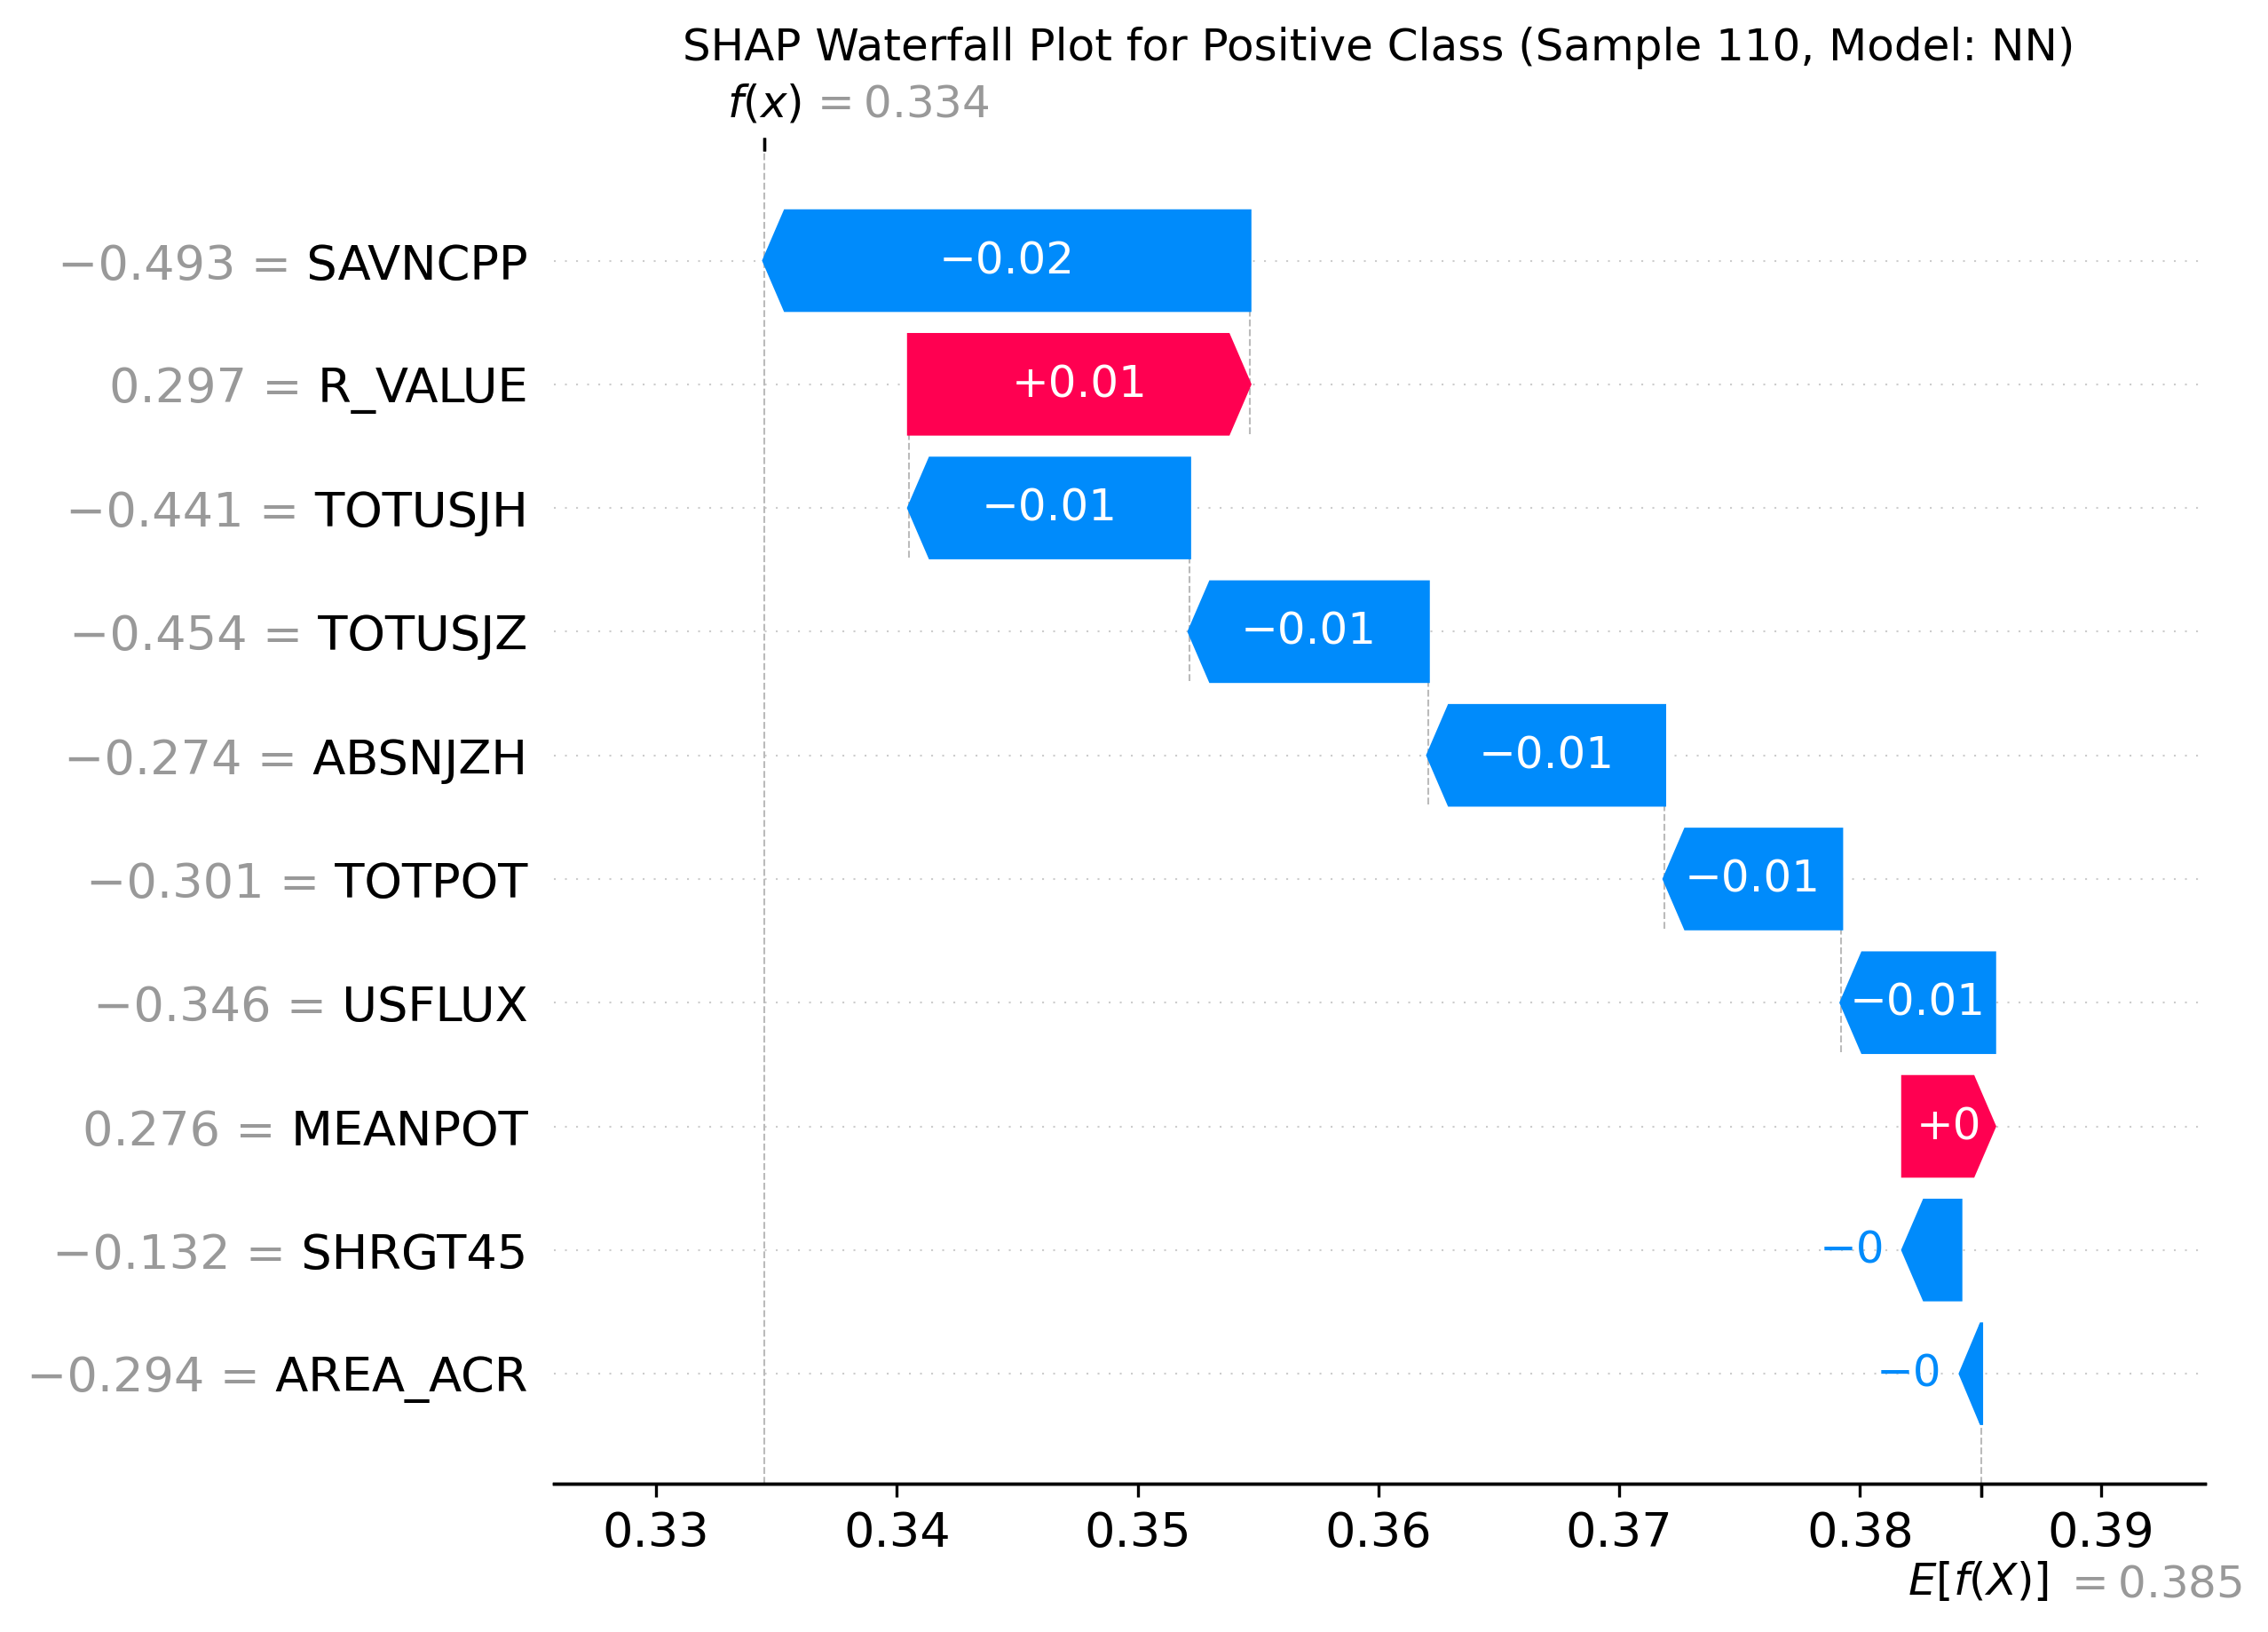 SHAP Waterfall Plot for Positive Class (Sample 110, Model: NN)
f(x) = 0.334
−0.493 = SAVNCPP −0.02
0.297 = R_VALUE +0.01
−0.441 = TOTUSJH −0.01
−0.454 = TOTUSJZ −0.01
−0.274 = ABSNJZH −0.01
−0.301 = TOTPOT −0.01
−0.346 = USFLUX −0.01
0.276 = MEANPOT +0
−0.132 = SHRGT45 −0
−0.294 = AREA_ACR −0
0.33 0.34 0.35 0.36 0.37 0.38 0.39
E[f(X)] = 0.385